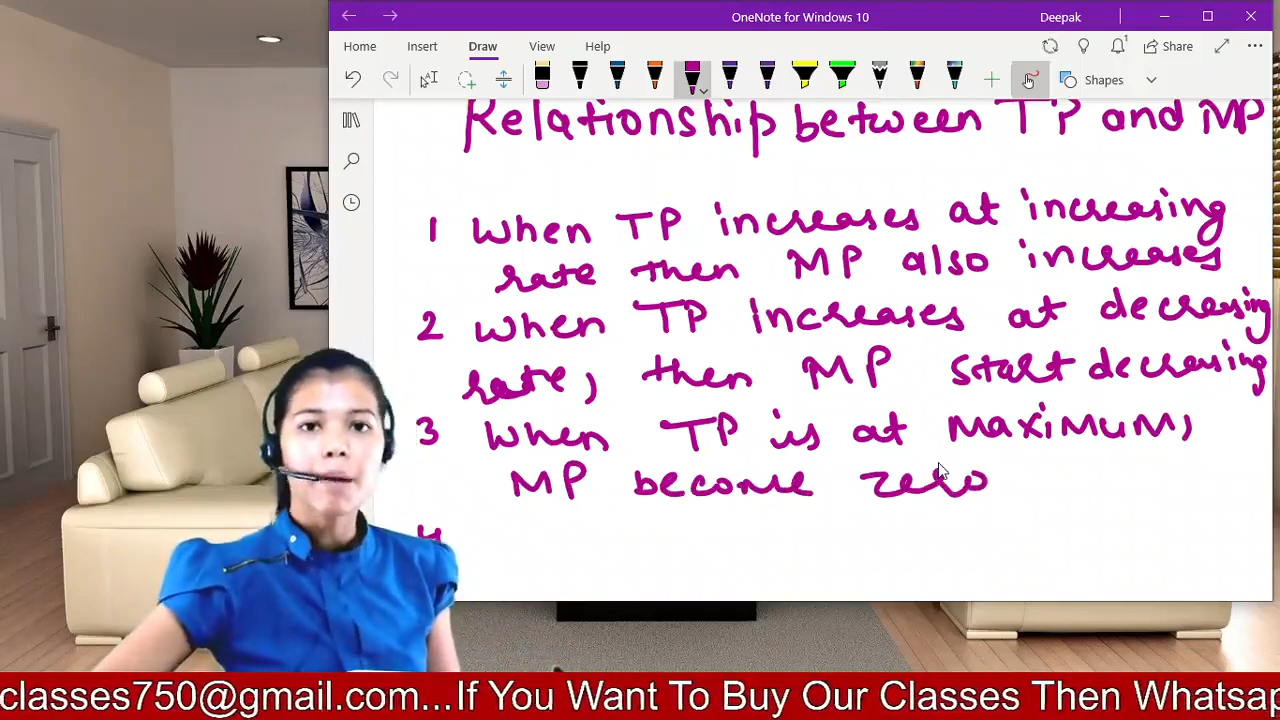 OneNote for Windows 10
Deepak
Home Insert Draw View Help
Share
Shapes
Relationship between TP and MP
1 When TP increases at increasing
rate then MP also increases
2 When TP increases at decreasing
rate, then MP start decreasing
3 When TP is at maximum,
MP become zero
4
classes750@gmail.com...If You Want To Buy Our Classes Then Whatsap